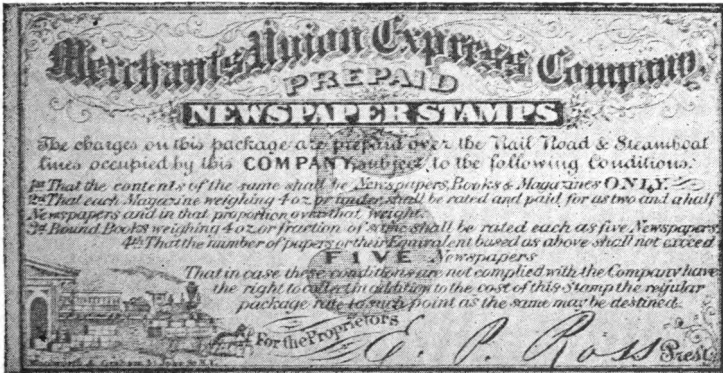 Merchants Union Express Company,
PREPAID
NEWSPAPER STAMPS
The charges on this package are prepaid over the Rail Road & Steamboat
lines occupied by this COMPANY, subject, to the following Conditions:
1st That the contents of the same shall be Newspapers, Books & Magazines ONLY.
2nd That each Magazine weighing 4 oz. or under shall be rated and paid for as two and a half
Newspapers and in that proportion over that weight.
3rd Bound Books weighing 4 oz or fraction of same shall be rated each as five Newspapers.
4th That the number of papers or their Equivalent based as above shall not exceed
FIVE Newspapers
That in case these conditions are not complied with the Company have
the right to collect in addition to the cost of this Stamp the regular
package rate to such point as the same may be destined.
For the Proprietors
E. P. Ross Prest.